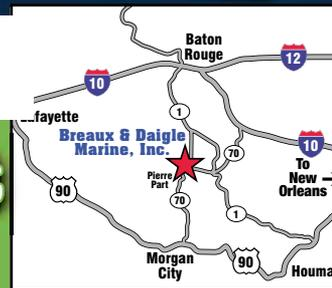 Baton
Rouge
12
10
1
afayette
Breaux & Daigle
Marine, Inc.
10
70
Pierre
Part
To
New
Orleans
90
70
1
Morgan
City
90
Houma